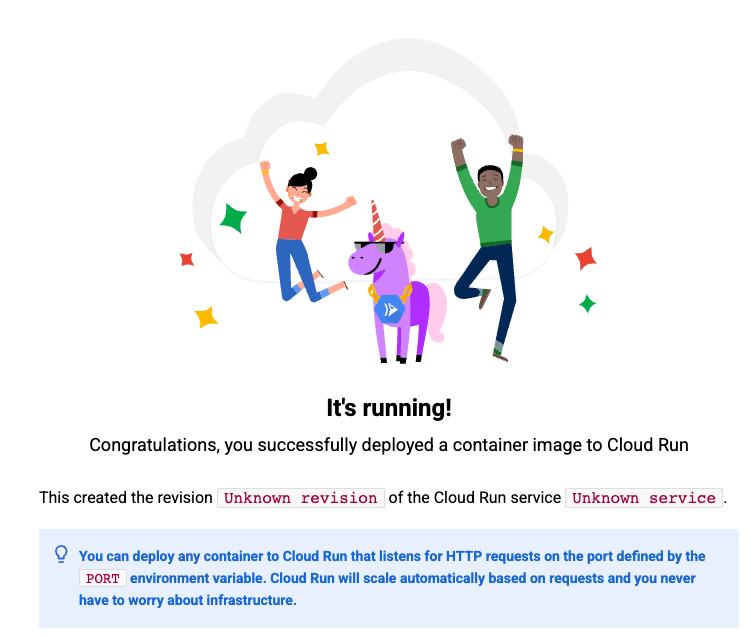 It's running!
Congratulations, you successfully deployed a container image to Cloud Run
This created the revision Unknown revision of the Cloud Run service Unknown service.
You can deploy any container to Cloud Run that listens for HTTP requests on the port defined by the
PORT environment variable. Cloud Run will scale automatically based on requests and you never
have to worry about infrastructure.